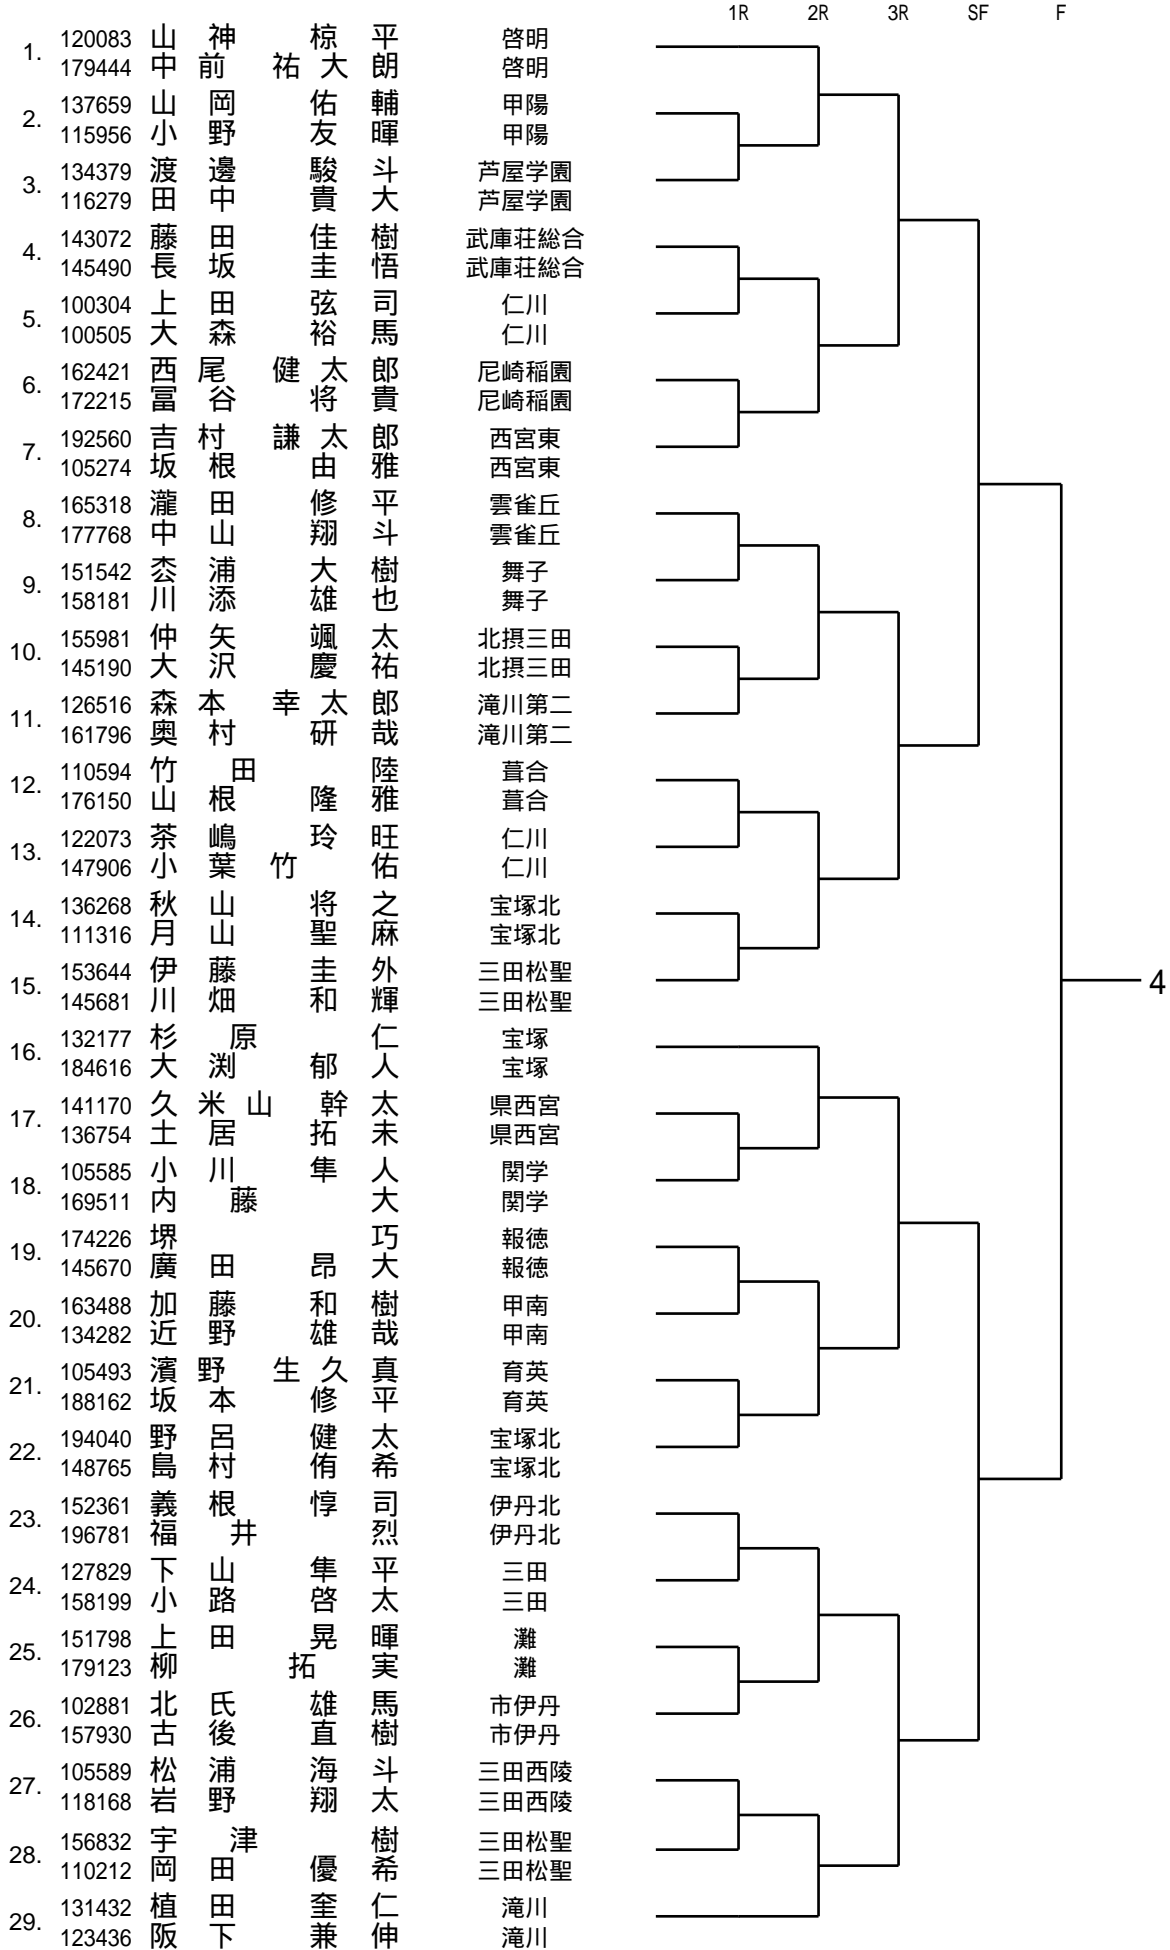 1R 2R 3R SF F
1. 120083 山神 椋平 啓明
179444 中前 祐大朗 啓明
2. 137659 山岡 佑輔 甲陽
115956 小野 友暉 甲陽
3. 134379 渡邊 駿斗 芦屋学園
116279 田中 貴大 芦屋学園
4. 143072 藤田 佳樹 武庫荘総合
145490 長坂 圭悟 武庫荘総合
5. 100304 上田 弦司 仁川
100505 大森 裕馬 仁川
6. 162421 西尾 健太郎 尼崎稲園
172215 冨谷 将貴 尼崎稲園
7. 192560 吉村 謙太郎 西宮東
105274 坂根 由雅 西宮東
8. 165318 瀧田 修平 雲雀丘
177768 中山 翔斗 雲雀丘
9. 151542 枩浦 大樹 舞子
158181 川添 雄也 舞子
10. 155981 仲矢 颯太 北摂三田
145190 大沢 慶祐 北摂三田
11. 126516 森本 幸太郎 滝川第二
161796 奥村 研哉 滝川第二
12. 110594 竹田 陸 葺合
176150 山根 隆雅 葺合
13. 122073 茶嶋 玲旺 仁川
147906 小葉竹 佑 仁川
14. 136268 秋山 将之 宝塚北
111316 月山 聖麻 宝塚北
15. 153644 伊藤 圭外 三田松聖
145681 川畑 和輝 三田松聖
4
16. 132177 杉原 仁 宝塚
184616 大渕 郁人 宝塚
17. 141170 久米山 幹太 県西宮
136754 土居 拓未 県西宮
18. 105585 小川 隼人 関学
169511 内藤 大 関学
19. 174226 堺 巧 報徳
145670 廣田 昂大 報徳
20. 163488 加藤 和樹 甲南
134282 近野 雄哉 甲南
21. 105493 濱野 生久真 育英
188162 坂本 修平 育英
22. 194040 野呂 健太 宝塚北
148765 島村 侑希 宝塚北
23. 152361 義根 惇司 伊丹北
196781 福井 烈 伊丹北
24. 127829 下山 隼平 三田
158199 小路 啓太 三田
25. 151798 上田 晃暉 灘
179123 柳 拓実 灘
26. 102881 北氏 雄馬 市伊丹
157930 古後 直樹 市伊丹
27. 105589 松浦 海斗 三田西陵
118168 岩野 翔太 三田西陵
28. 156832 宇津 樹 三田松聖
110212 岡田 優希 三田松聖
29. 131432 植田 奎仁 滝川
123436 阪下 兼伸 滝川